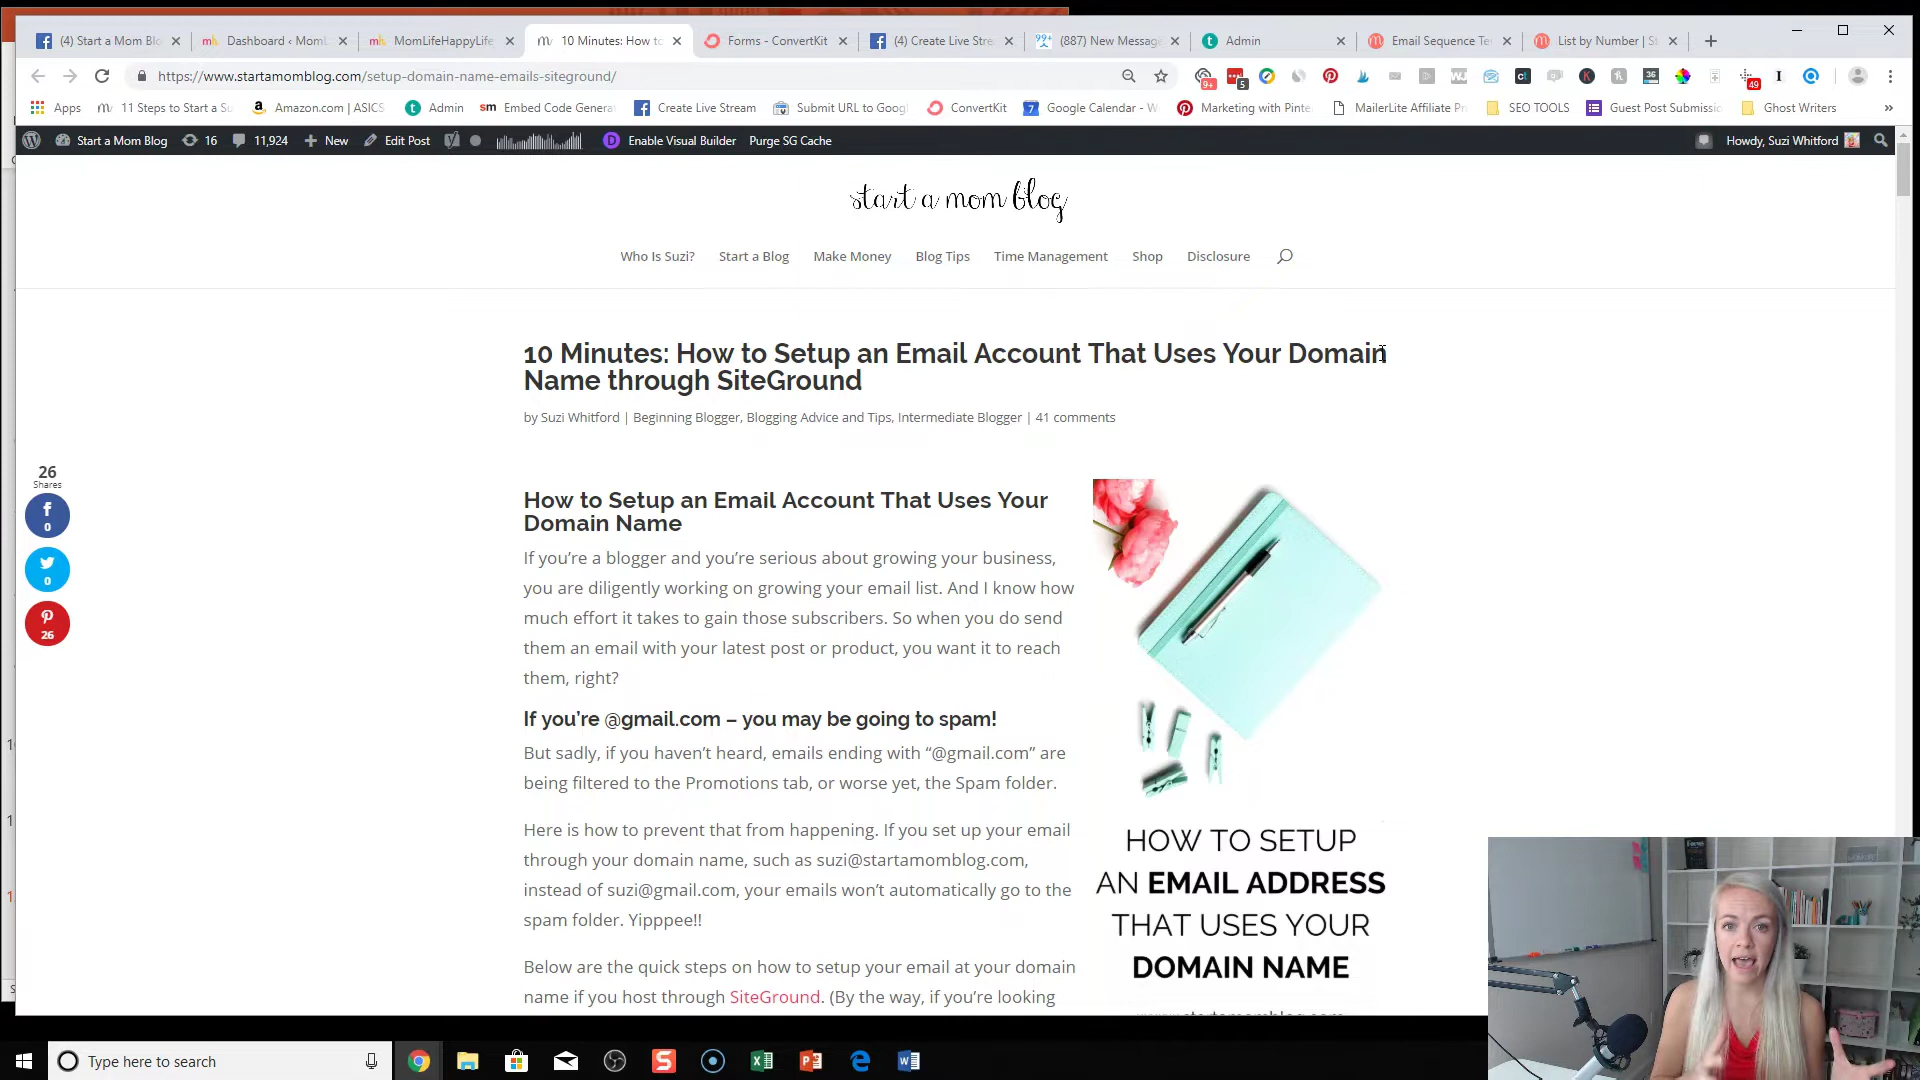 (4) Start a Mom Blo
Dashboard ‹ Moml
MomLifeHappyLife
10 Minutes: How to
Forms - ConvertKit
(4) Create Live Stre
(887) New Messag
Admin
Email Sequence Te
List by Number | S
https://www.startamomblog.com/setup-domain-name-emails-siteground/
Apps
11 Steps to Start a Su
Amazon.com | ASICS
Admin
Embed Code Genera
Create Live Stream
Submit URL to Googl
ConvertKit
Google Calendar - W
Marketing with Pinte
MailerLite Affiliate Pr
SEO TOOLS
Guest Post Submissio
Ghost Writers
Start a Mom Blog
16
11,924
New
Edit Post
Enable Visual Builder
Purge SG Cache
Howdy, Suzi Whitford
start a mom blog
Who Is Suzi?
Start a Blog
Make Money
Blog Tips
Time Management
Shop
Disclosure
10 Minutes: How to Setup an Email Account That Uses Your Domain
Name through SiteGround
by Suzi Whitford | Beginning Blogger, Blogging Advice and Tips, Intermediate Blogger | 41 comments
26
Shares
0
0
26
How to Setup an Email Account That Uses Your
Domain Name
If you're a blogger and you're serious about growing your business,
you are diligently working on growing your email list. And I know how
much effort it takes to gain those subscribers. So when you do send
them an email with your latest post or product, you want it to reach
them, right?
If you're @gmail.com – you may be going to spam!
But sadly, if you haven't heard, emails ending with “@gmail.com” are
being filtered to the Promotions tab, or worse yet, the Spam folder.
Here is how to prevent that from happening. If you set up your email
through your domain name, such as suzi@startamomblog.com,
instead of suzi@gmail.com, your emails won't automatically go to the
spam folder. Yipppee!!
Below are the quick steps on how to setup your email at your domain
name if you host through SiteGround. (By the way, if you're looking
HOW TO SETUP
AN EMAIL ADDRESS
THAT USES YOUR
DOMAIN NAME
Type here to search